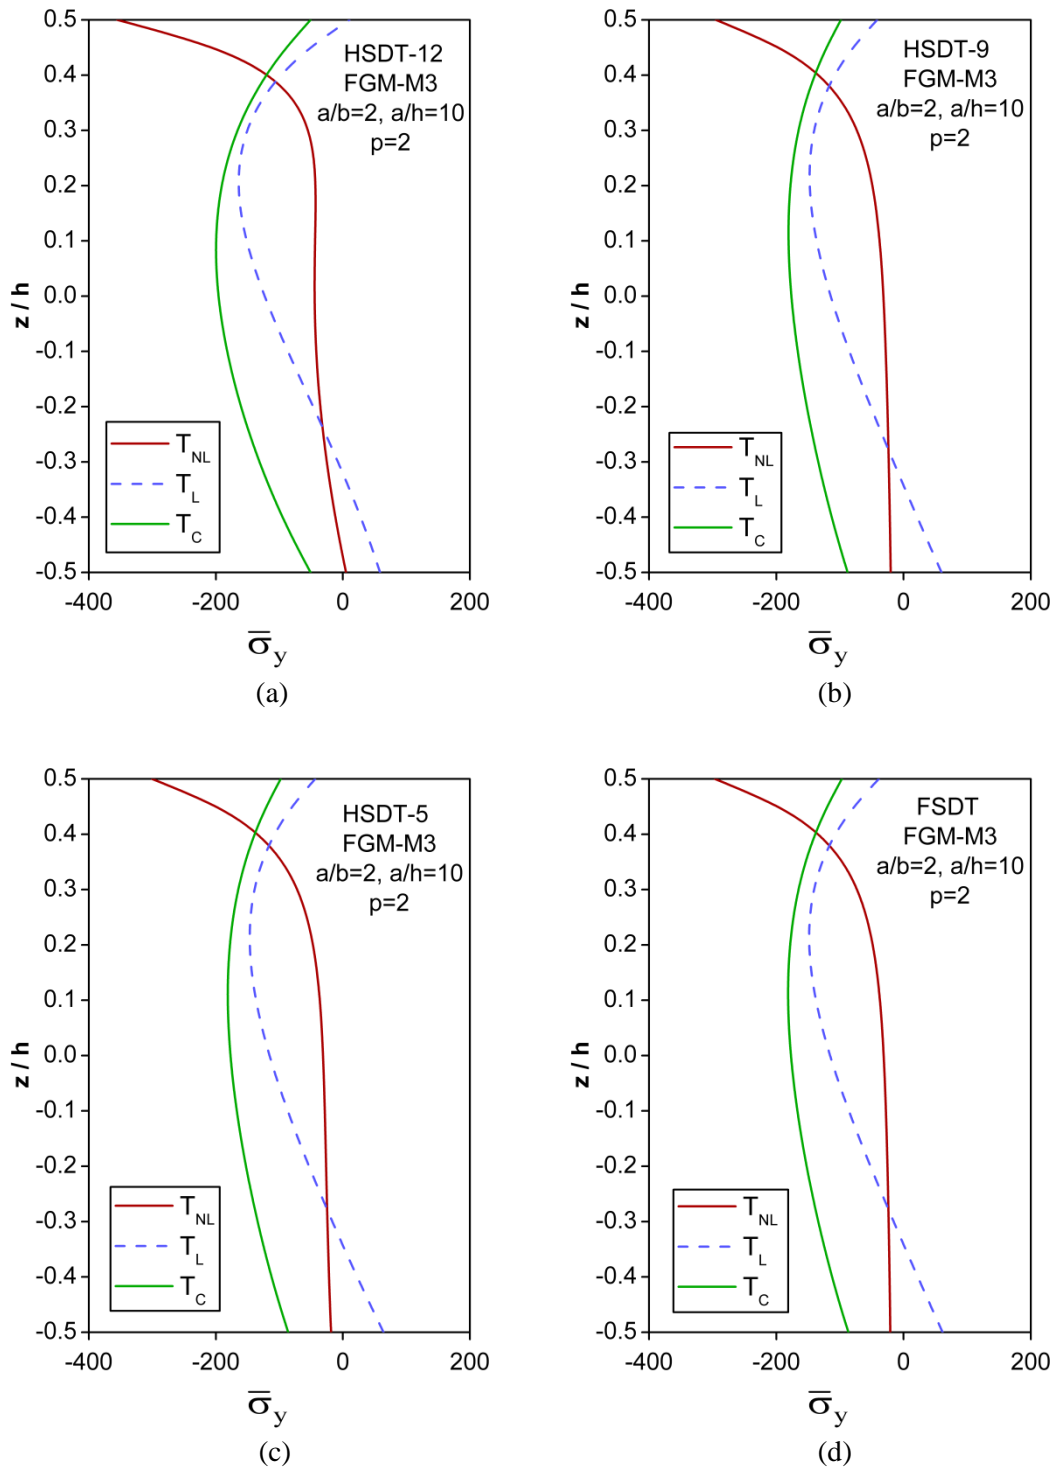 0.5
0.4
0.3
0.2
0.1
0.0
-0.1
-0.2
-0.3
-0.4
-0.5
z / h
HSDT-12
FGM-M3
a/b=2, a/h=10
p=2
T_NL
T_L
T_C
-400 -200 0 200
σ̅_y
(a)
0.5
0.4
0.3
0.2
0.1
0.0
-0.1
-0.2
-0.3
-0.4
-0.5
z / h
HSDT-9
FGM-M3
a/b=2, a/h=10
p=2
T_NL
T_L
T_C
-400 -200 0 200
σ̅_y
(b)
0.5
0.4
0.3
0.2
0.1
0.0
-0.1
-0.2
-0.3
-0.4
-0.5
z / h
HSDT-5
FGM-M3
a/b=2, a/h=10
p=2
T_NL
T_L
T_C
-400 -200 0 200
σ̅_y
(c)
0.5
0.4
0.3
0.2
0.1
0.0
-0.1
-0.2
-0.3
-0.4
-0.5
z / h
FSDT
FGM-M3
a/b=2, a/h=10
p=2
T_NL
T_L
T_C
-400 -200 0 200
σ̅_y
(d)